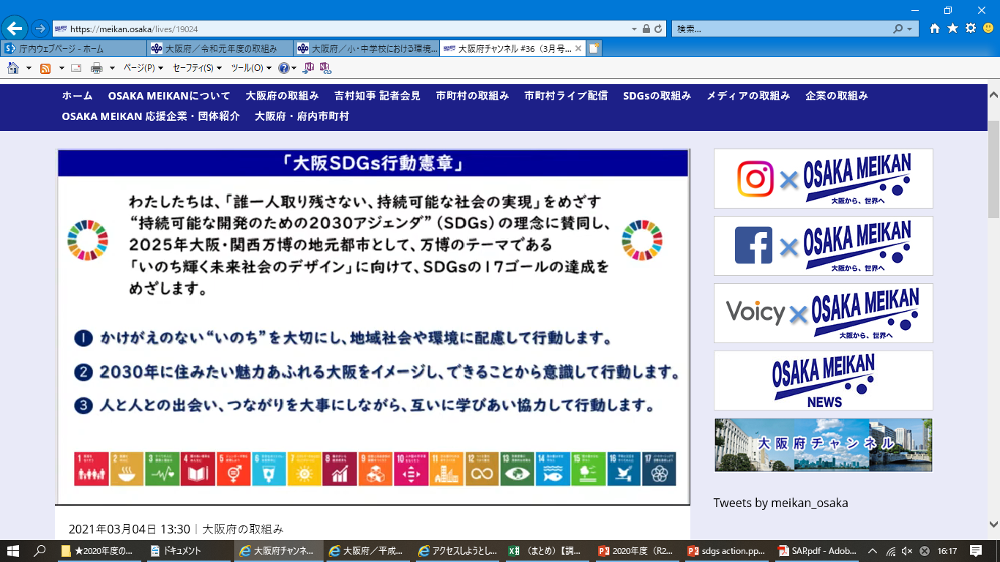 https://meikan.osaka/lives/19024
検索...
庁内ウェブページ - ホーム
大阪府／令和元年度の取組み
大阪府／小・中学校における環境...
大阪府チャンネル #36（3月号...
ページ(P)
セーフティ(S)
ツール(O)
ホーム
OSAKA MEIKANについて
大阪府の取組み
吉村知事 記者会見
市町村の取組み
市町村ライブ配信
SDGsの取組み
メディアの取組み
企業の取組み
OSAKA MEIKAN 応援企業・団体紹介
大阪府・府内市町村
「大阪SDGs行動憲章」
わたしたちは、「誰一人取り残さない、持続可能な社会の実現」をめざす
“持続可能な開発のための2030アジェンダ”（SDGs）の理念に賛同し、
2025年大阪・関西万博の地元都市として、万博のテーマである
「いのち輝く未来社会のデザイン」に向けて、SDGsの17ゴールの達成を
めざします。
1 かけがえのない“いのち”を大切にし、地域社会や環境に配慮して行動します。
2 2030年に住みたい魅力あふれる大阪をイメージし、できることから意識して行動します。
3 人と人との出会い、つながりを大事にしながら、互いに学びあい協力して行動します。
1 2 3 4 5 6 7 8 9 10 11 12 13 14 15 16 17
2021年03月04日 13:30｜大阪府の取組み
OSAKA MEIKAN
大阪から、世界へ
OSAKA MEIKAN
大阪から、世界へ
Voicy
OSAKA MEIKAN
大阪から、世界へ
OSAKA MEIKAN
NEWS
大阪府チャンネル
Tweets by meikan_osaka
★2020年度の...
ドキュメント
大阪府チャンネ...
大阪府／平成...
アクセスしようとし...
（まとめ）【調...
2020年度（R2...
sdgs action.pp...
SAP.pdf - Adob...
16:17